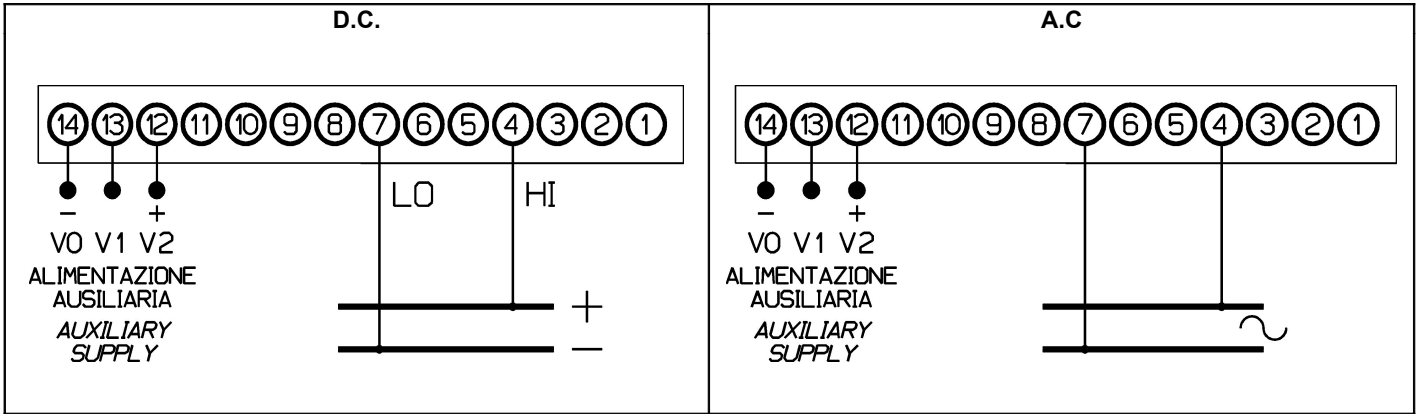 D.C.
14 13 12 11 10 9 8 7 6 5 4 3 2 1
LO HI
− +
V0 V1 V2
ALIMENTAZIONE
AUSILIARIA
AUXILIARY
SUPPLY
+
−
A.C
14 13 12 11 10 9 8 7 6 5 4 3 2 1
− +
V0 V1 V2
ALIMENTAZIONE
AUSILIARIA
AUXILIARY
SUPPLY
∼